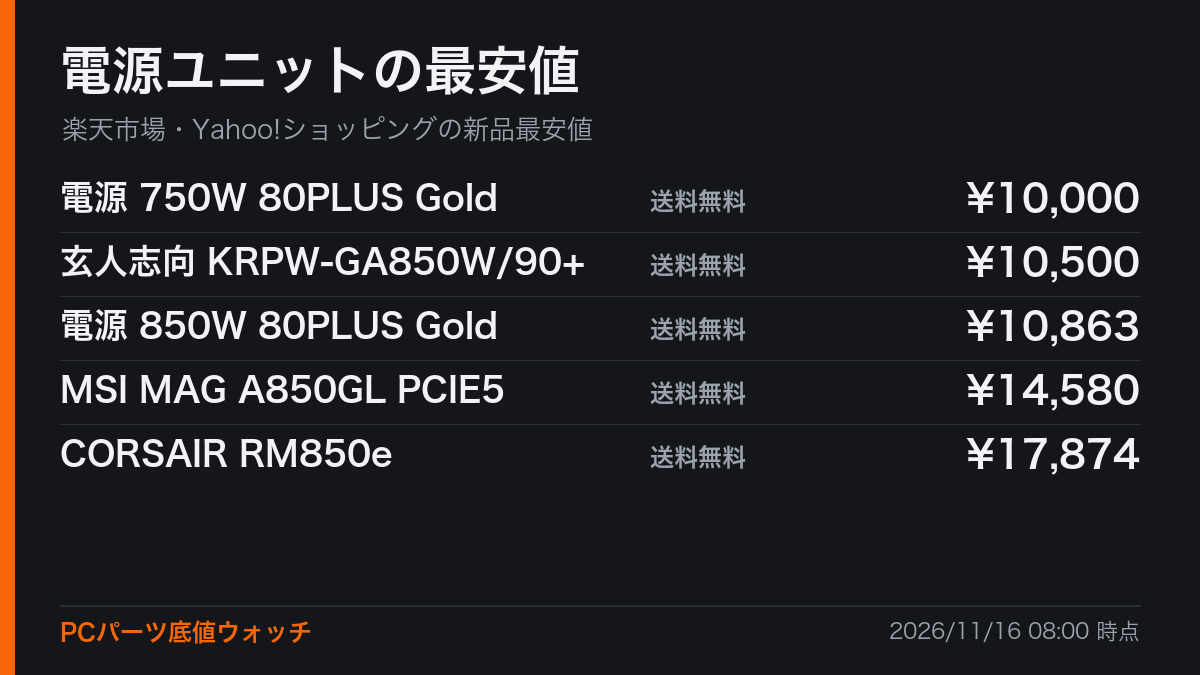 電源ユニットの最安値
楽天市場・Yahoo!ショッピングの新品最安値
電源 750W 80PLUS Gold 送料無料 ¥10,000
玄人志向 KRPW-GA850W/90+ 送料無料 ¥10,500
電源 850W 80PLUS Gold 送料無料 ¥10,863
MSI MAG A850GL PCIE5 送料無料 ¥14,580
CORSAIR RM850e 送料無料 ¥17,874
PCパーツ底値ウォッチ 2026/11/16 08:00 時点